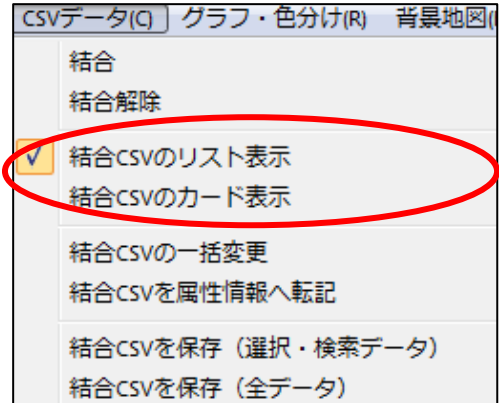 CSVデータ(C) グラフ・色分け(R) 背景地図(
結合
結合解除
結合CSVのリスト表示
結合CSVのカード表示
結合CSVの一括変更
結合CSVを属性情報へ転記
結合CSVを保存（選択・検索データ）
結合CSVを保存（全データ）